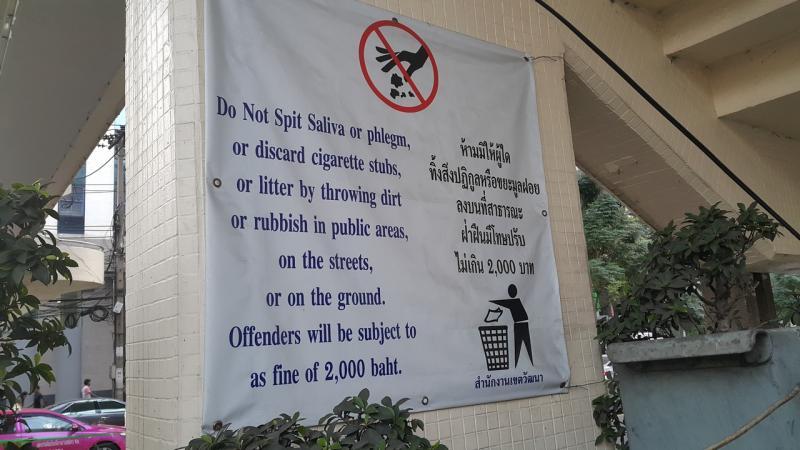 Do Not Spit Saliva or phlegm,
or discard cigarette stubs,
or litter by throwing dirt
or rubbish in public areas,
on the streets,
or on the ground.
Offenders will be subject to
as fine of 2,000 baht.
ห้ามมิให้ผู้ใด
ทิ้งสิ่งปฏิกูลหรือขยะมูลฝอย
ลงบนที่สาธารณะ
ฝ่าฝืนมีโทษปรับ
ไม่เกิน 2,000 บาท
สำนักงานเขตวัฒนา